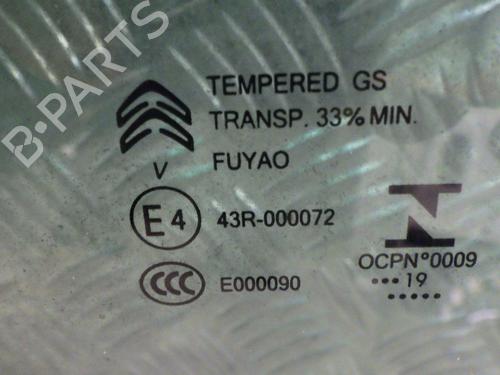 B-PARTS
TEMPERED GS
TRANSP. 33% MIN.
V FUYAO
E4 43R-000072
CCC E000090
OCPN°0009
•••19
•••••